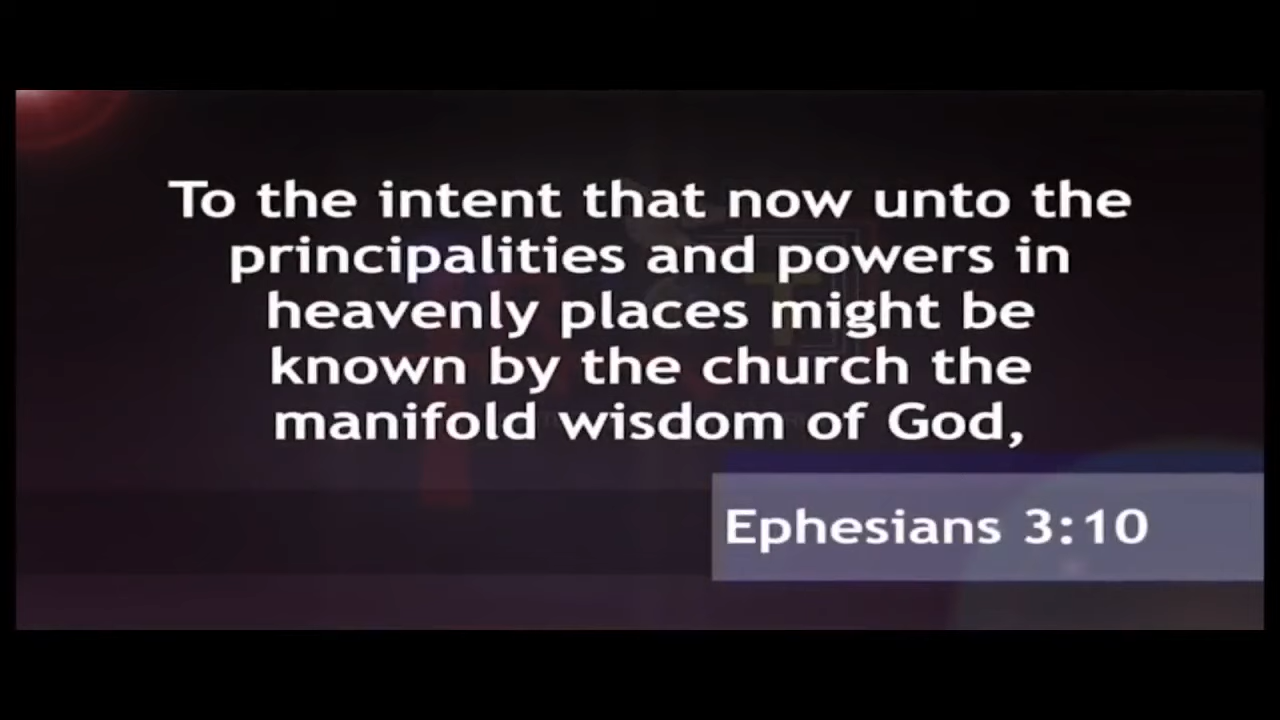 To the intent that now unto the
principalities and powers in
heavenly places might be
known by the church the
manifold wisdom of God,
Ephesians 3:10